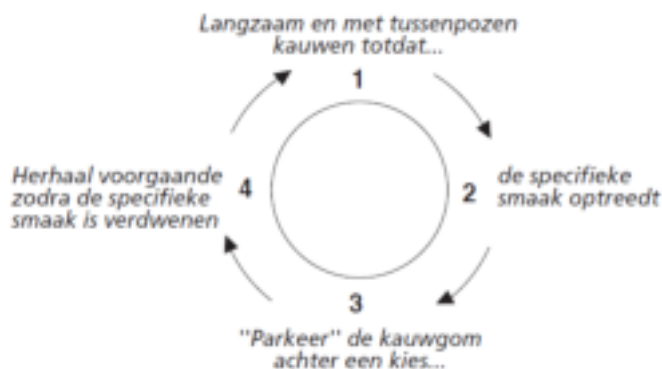 Langzaam en met tussenpozen
kauwen totdat...
1
de specifieke
smaak optreedt
2
3
"Parkeer" de kauwgom
achter een kies...
Herhaal voorgaande
zodra de specifieke
smaak is verdwenen
4